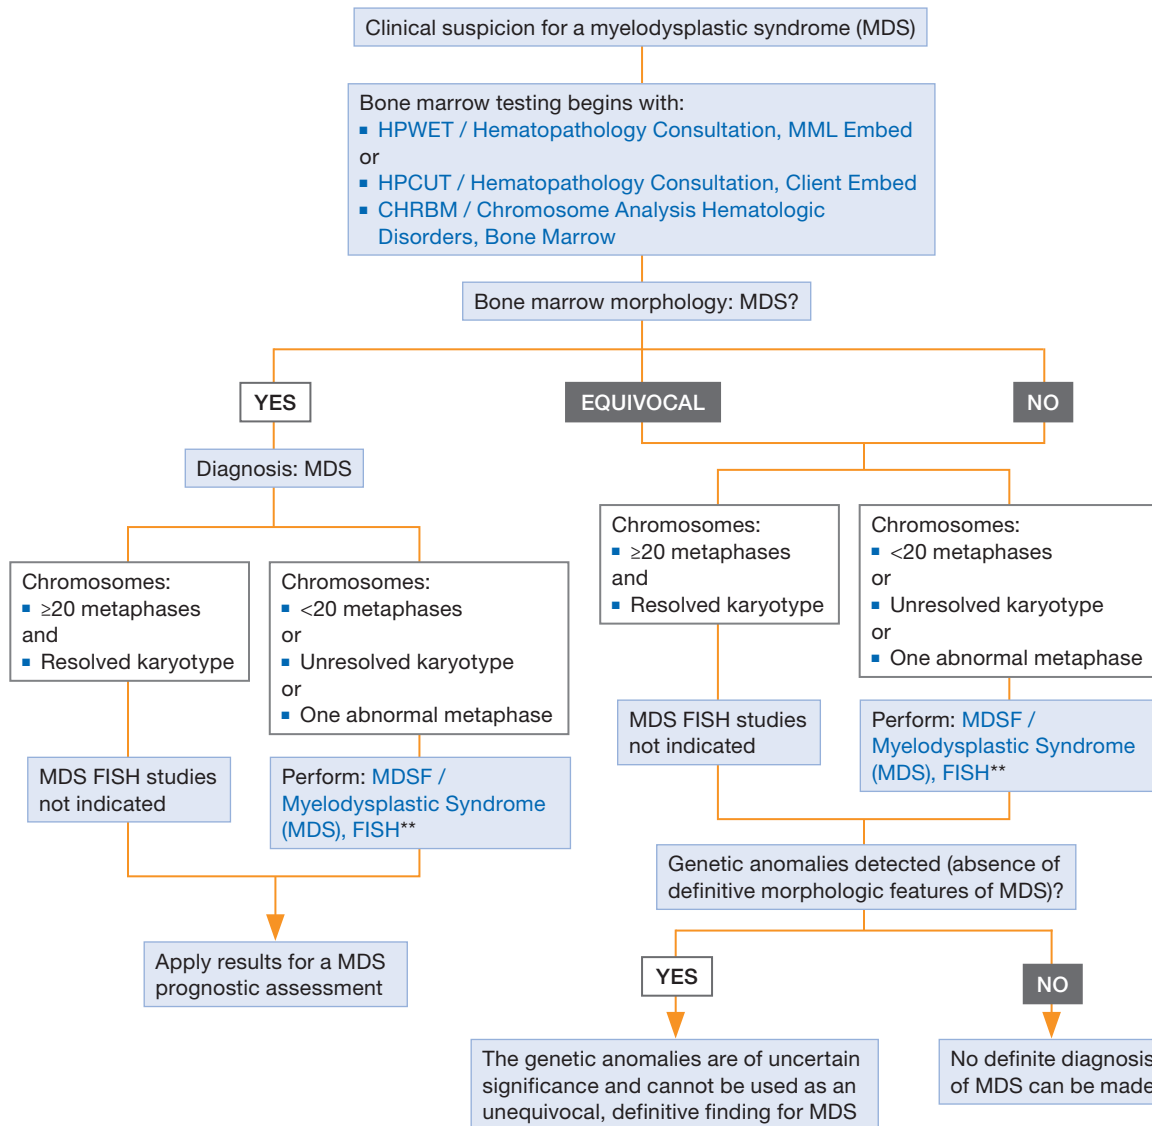 Clinical suspicion for a myelodysplastic syndrome (MDS)
Bone marrow testing begins with:
▪ HPWET / Hematopathology Consultation, MML Embed
or
▪ HPCUT / Hematopathology Consultation, Client Embed
▪ CHRBM / Chromosome Analysis Hematologic
Disorders, Bone Marrow
Bone marrow morphology: MDS?
YES
EQUIVOCAL
NO
Diagnosis: MDS
Chromosomes:
▪ ≥20 metaphases
and
▪ Resolved karyotype
Chromosomes:
▪ <20 metaphases
or
▪ Unresolved karyotype
or
▪ One abnormal metaphase
MDS FISH studies
not indicated
Perform: MDSF /
Myelodysplastic Syndrome
(MDS), FISH**
Apply results for a MDS
prognostic assessment
Chromosomes:
▪ ≥20 metaphases
and
▪ Resolved karyotype
Chromosomes:
▪ <20 metaphases
or
▪ Unresolved karyotype
or
▪ One abnormal metaphase
MDS FISH studies
not indicated
Perform: MDSF /
Myelodysplastic Syndrome
(MDS), FISH**
Genetic anomalies detected (absence of
definitive morphologic features of MDS)?
YES
NO
The genetic anomalies are of uncertain
significance and cannot be used as an
unequivocal, definitive finding for MDS
No definite diagnosis
of MDS can be made